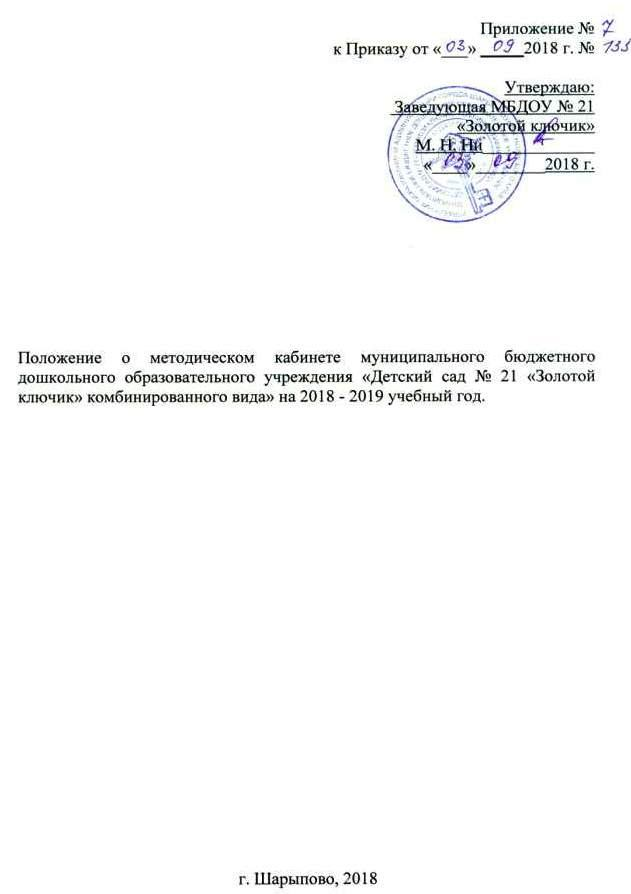 Приложение № 7
к Приказу от «03» 09 2018 г. № 133
Утверждаю:
Заведующая МБДОУ № 21
«Золотой ключик»
М. Н. Ни
«03» 09 2018 г.
Положение о методическом кабинете муниципального бюджетного
дошкольного образовательного учреждения «Детский сад № 21 «Золотой
ключик» комбинированного вида» на 2018 - 2019 учебный год.
г. Шарыпово, 2018